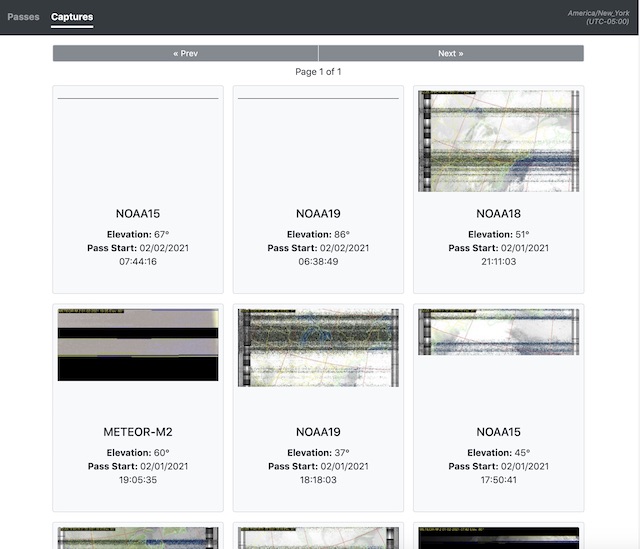 Passes Captures America/New_York
(UTC-05:00)
« Prev Next »
Page 1 of 1
NOAA15
Elevation: 67°
Pass Start: 02/02/2021
07:44:16
NOAA19
Elevation: 86°
Pass Start: 02/02/2021
06:38:49
NOAA18
Elevation: 51°
Pass Start: 02/01/2021
21:11:03
METEOR-M2
Elevation: 60°
Pass Start: 02/01/2021
19:05:35
NOAA19
Elevation: 37°
Pass Start: 02/01/2021
18:18:03
NOAA15
Elevation: 45°
Pass Start: 02/01/2021
17:50:41